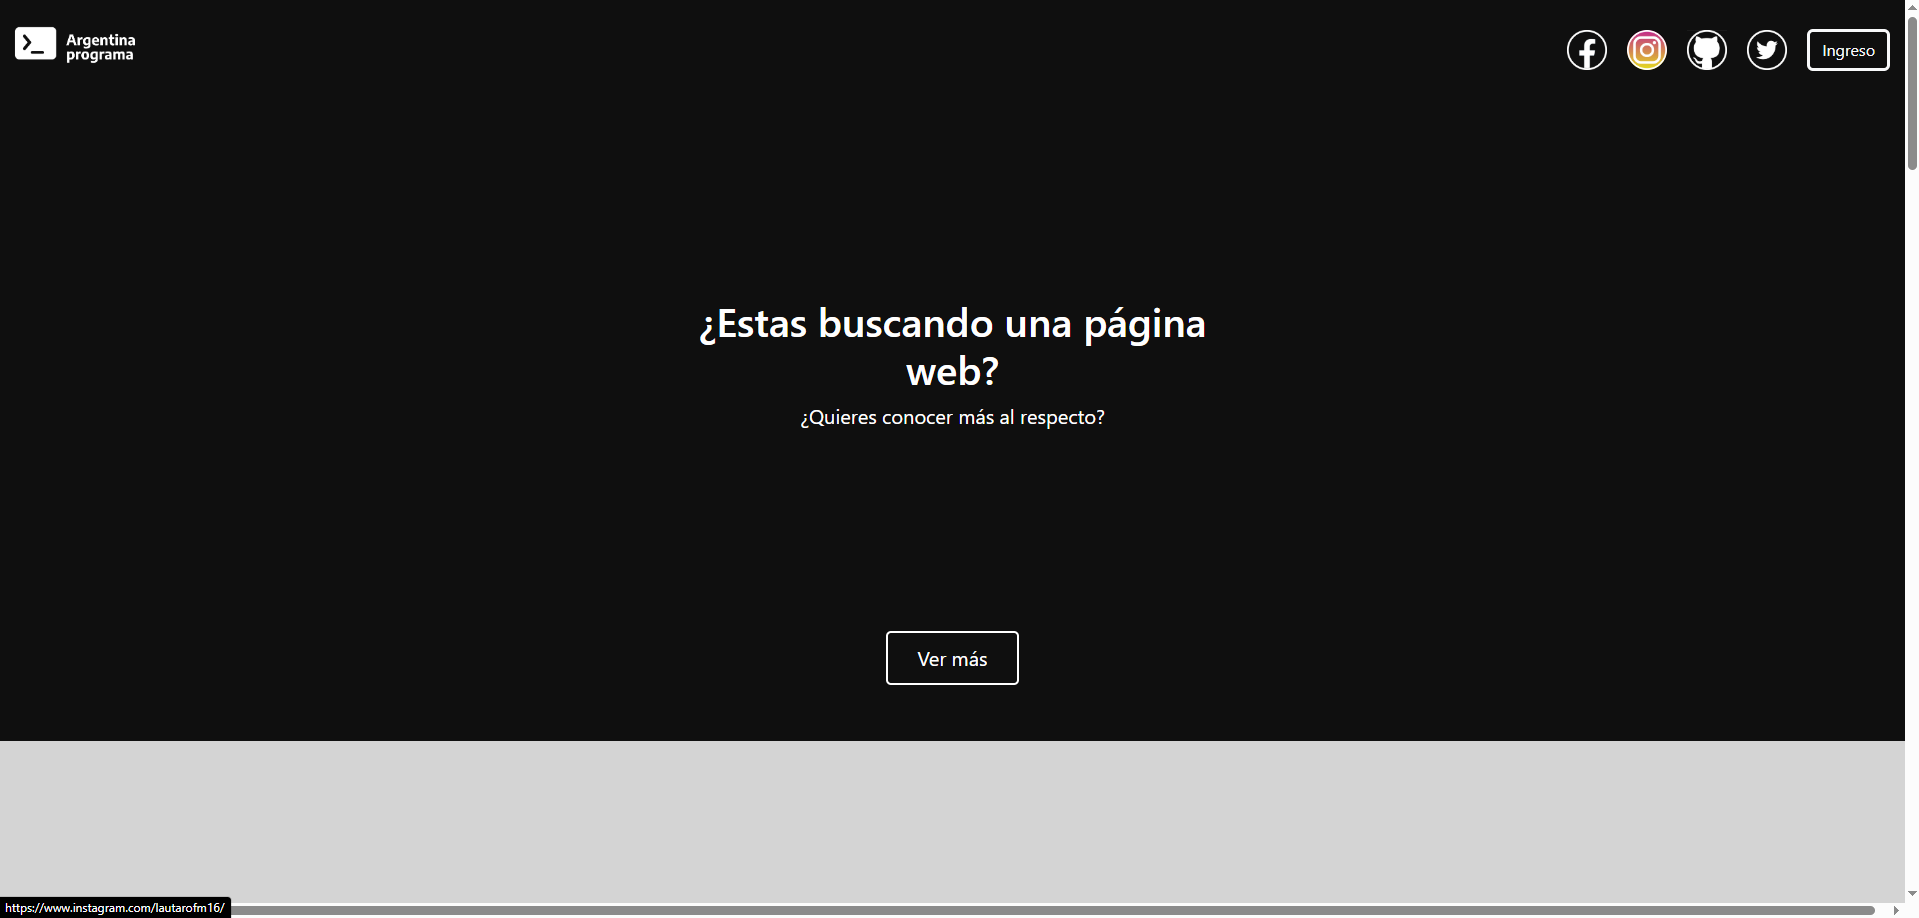 Argentina
programa
Ingreso
¿Estas buscando una página
web?
¿Quieres conocer más al respecto?
Ver más
https://www.instagram.com/lautarofm16/